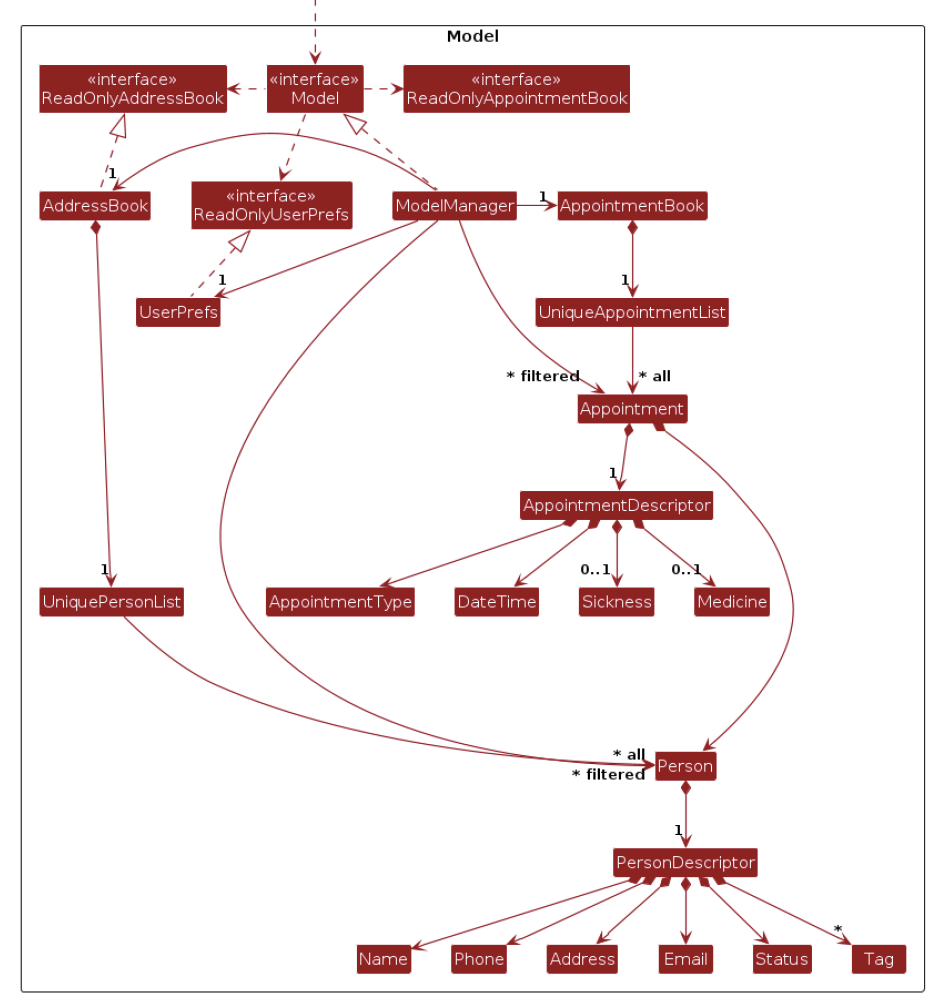 Model
«interface»
ReadOnlyAddressBook
«interface»
Model
«interface»
ReadOnlyAppointmentBook
1
AddressBook
«interface»
ReadOnlyUserPrefs
ModelManager
1
AppointmentBook
1
UserPrefs
1
UniqueAppointmentList
* filtered
* all
Appointment
1
AppointmentDescriptor
1
0..1
0..1
UniquePersonList
AppointmentType
DateTime
Sickness
Medicine
* all
* filtered
Person
1
PersonDescriptor
*
Name
Phone
Address
Email
Status
Tag